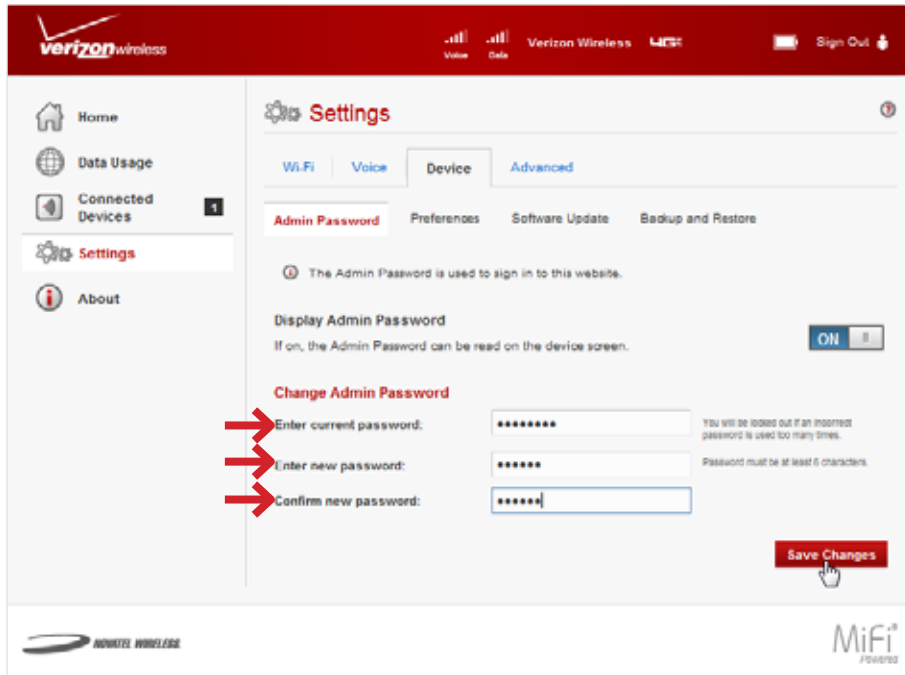 verizonwireless
Voice Data Verizon Wireless 4G LTE Sign Out
Home
Data Usage
Connected
Devices 1
Settings
About
Settings ?
Wi-Fi Voice Device Advanced
Admin Password Preferences Software Update Backup and Restore
The Admin Password is used to sign in to this website.
Display Admin Password
If on, the Admin Password can be read on the device screen.
ON
Change Admin Password
Enter current password: •••••••• You will be locked out if an incorrect
password is used too many times.
Enter new password: •••••• Password must be at least 6 characters.
Confirm new password: ••••••
Save Changes
NOVATEL WIRELESS
MiFi
Powered